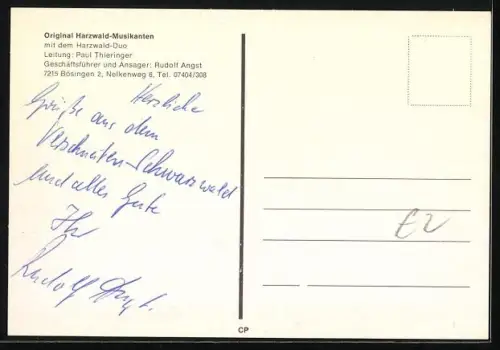 Original Harzwald-Musikanten
mit dem Harzwald-Duo
Leitung: Paul Thieringer
Geschäftsführer und Ansager: Rudolf Angst
7215 Bösingen 2, Nelkenweg 6, Tel. 07404/308
Herzliche
Grüße aus dem
Verschneiten-Schwarzwald
und alles Gute
Ihr
Rudolf Angst.
E2
CP